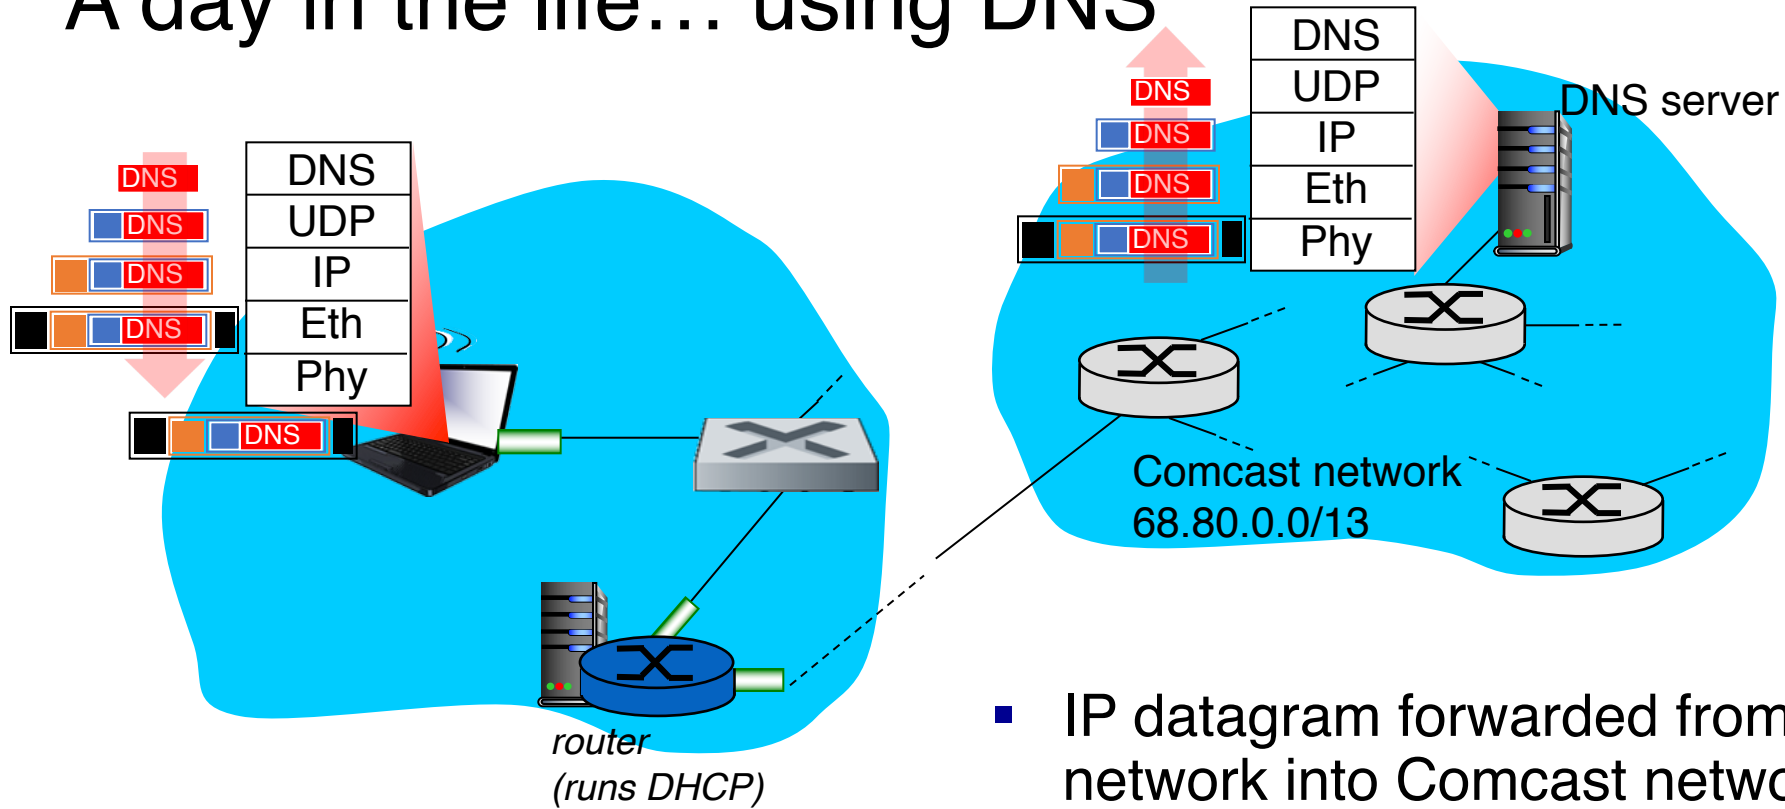 A day in the life… using DNS
DNS
UDP
IP
Eth
Phy
DNS
DNS
DNS
DNS
DNS
DNS
UDP
IP
Eth
Phy
DNS
DNS
DNS
DNS
DNS server
Comcast network
68.80.0.0/13
router
(runs DHCP)
▪ IP datagram forwarded from
network into Comcast netwo